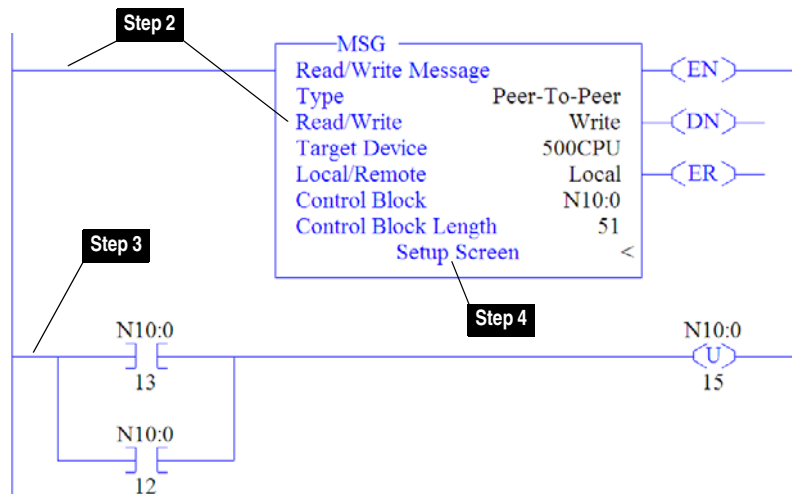 Step 2
MSG
Read/Write Message
EN
Type Peer-To-Peer
Read/Write Write
DN
Target Device 500CPU
Local/Remote Local
ER
Control Block N10:0
Control Block Length 51
Setup Screen <
Step 3
Step 4
N10:0
13
N10:0
U
15
N10:0
12